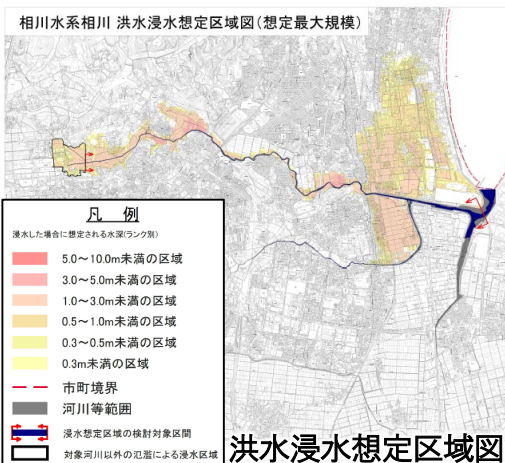 相川水系相川 洪水浸水想定区域図(想定最大規模)
凡 例
浸水した場合に想定される水深(ランク別)
5.0～10.0m未満の区域
3.0～5.0m未満の区域
1.0～3.0m未満の区域
0.5～1.0m未満の区域
0.3～0.5m未満の区域
0.3m未満の区域
市町境界
河川等範囲
浸水想定区域の検討対象区間
対象河川以外の氾濫による浸水区域
洪水浸水想定区域図